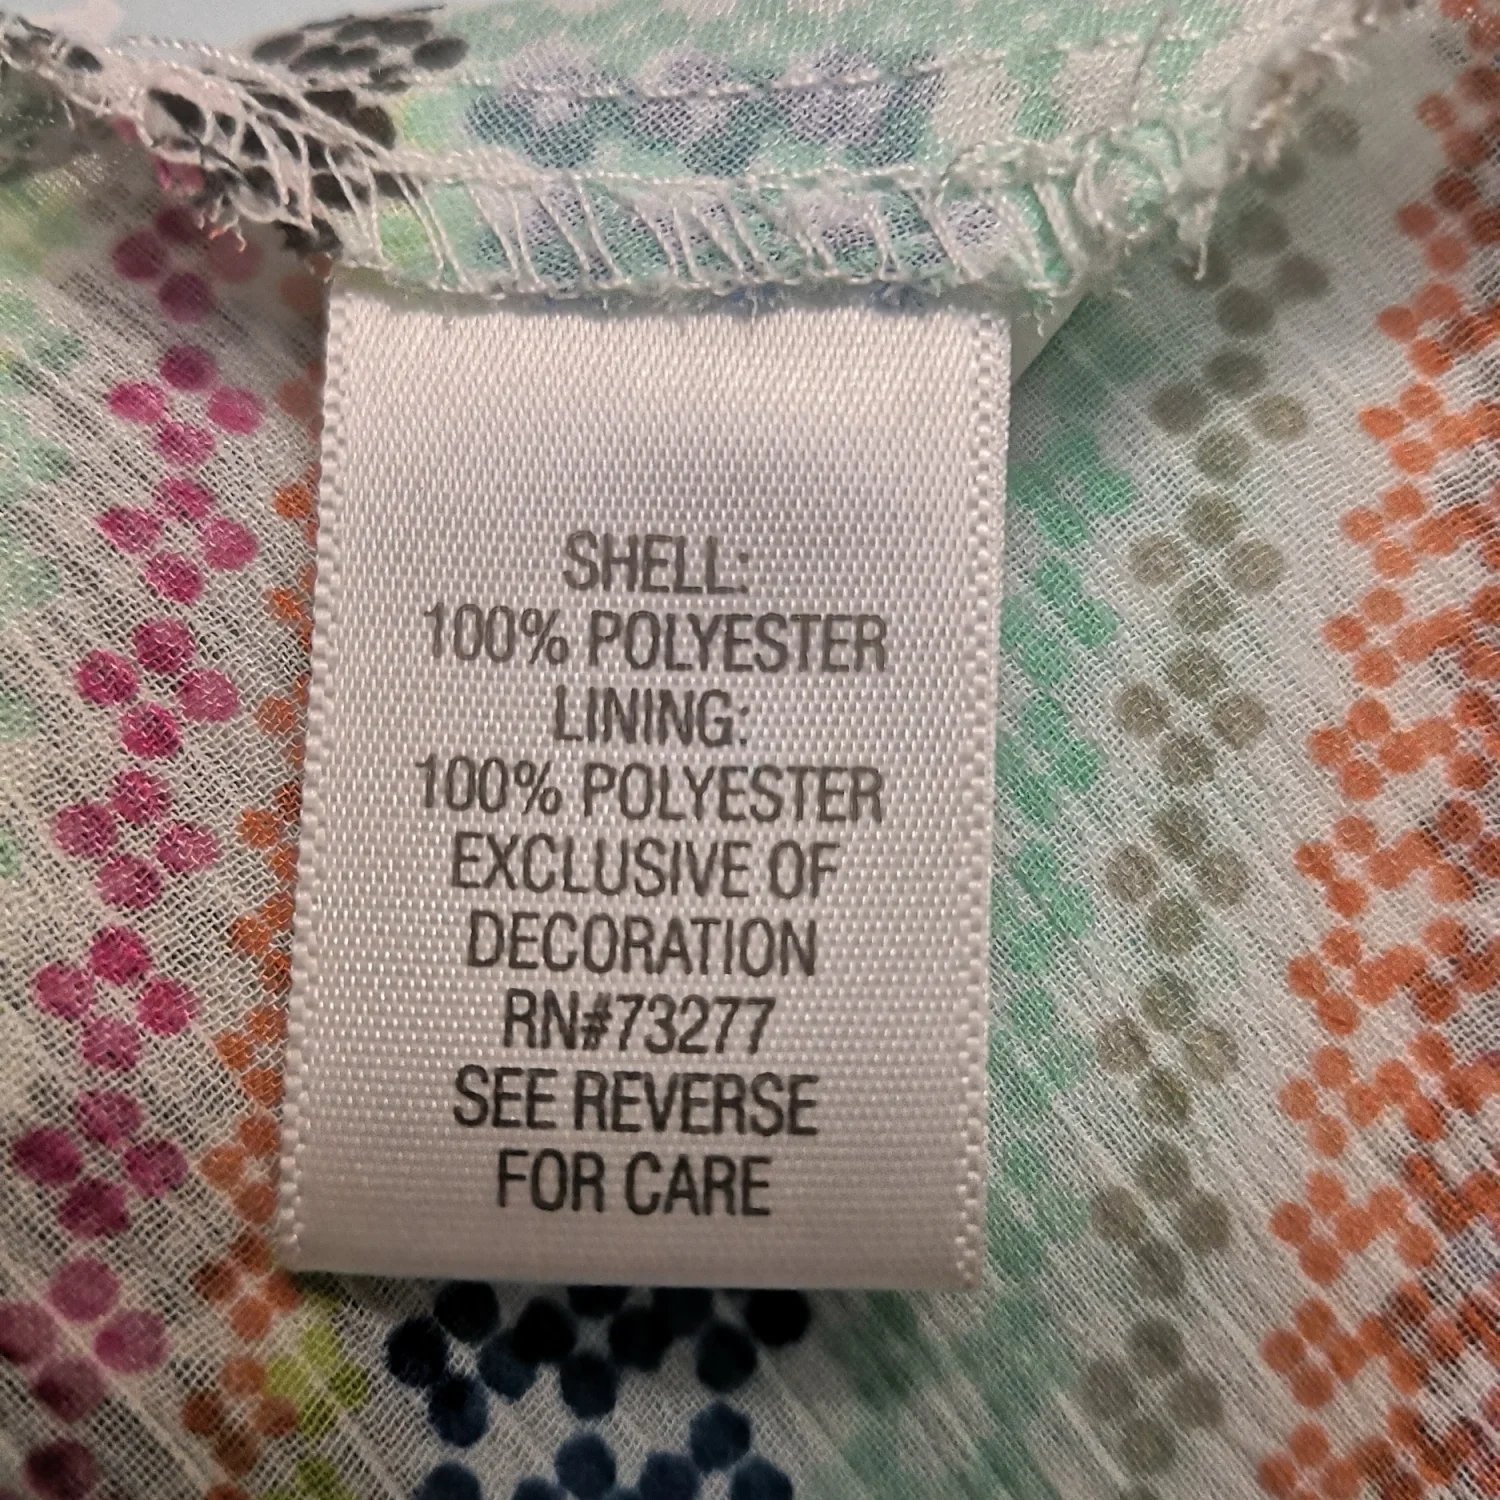 SHELL:
100% POLYESTER
LINING:
100% POLYESTER
EXCLUSIVE OF
DECORATION
RN#73277
SEE REVERSE
FOR CARE